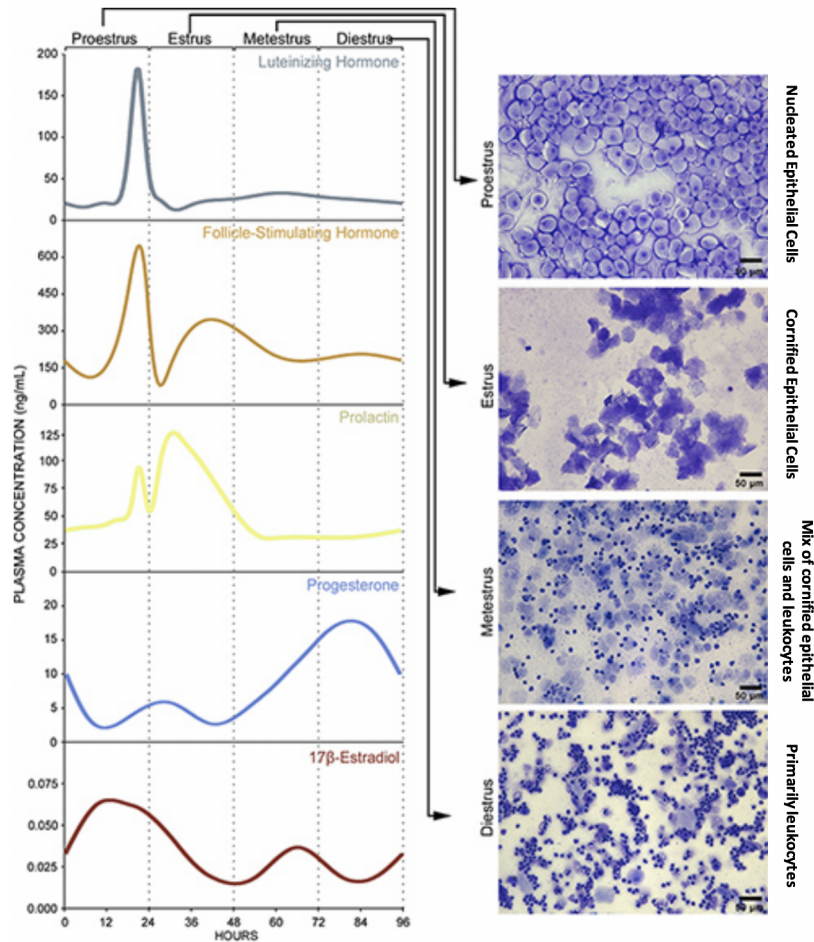 Proestrus Estrus Metestrus Diestrus
PLASMA CONCENTRATION (ng/mL)
Luteinizing Hormone
200
150
100
50
0
Follicle-Stimulating Hormone
600
450
300
150
0
Prolactin
125
100
75
50
25
0
Progesterone
20
15
10
5
0
17β-Estradiol
0.075
0.050
0.025
0.000
0 12 24 36 48 60 72 84 96
HOURS
Proestrus
50 µm
Nucleated Epithelial Cells
Estrus
50 µm
Cornified Epithelial Cells
Metestrus
50 µm
Mix of cornified epithelial
cells and leukocytes
Diestrus
50 µm
Primarily leukocytes